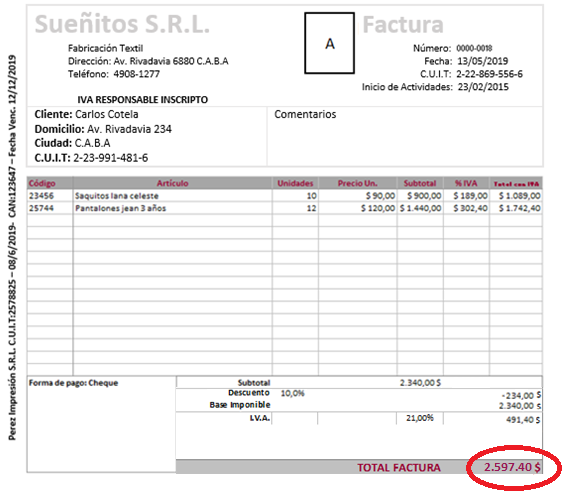 Sueñitos S.R.L.
A
Factura
Fabricación Textil
Dirección: Av. Rivadavia 6880 C.A.B.A
Teléfono: 4908-1277
Número: 0000-0018
Fecha: 13/05/2019
C.U.I.T: 2-22-869-556-6
Inicio de Actividades: 23/02/2015
IVA RESPONSABLE INSCRIPTO
Cliente: Carlos Cotela
Domicilio: Av. Rivadavia 234
Ciudad: C.A.B.A
C.U.I.T: 2-23-991-481-6
Comentarios
Código Artículo Unidades Precio Un. Subtotal % IVA Total con IVA
23456 Saquitos lana celeste 10 $ 90,00 $ 900,00 $ 189,00 $ 1.089,00
25744 Pantalones jean 3 años 12 $ 120,00 $ 1.440,00 $ 302,40 $ 1.742,40
Forma de pago: Cheque
Subtotal 2.340,00 $
Descuento 10,0% -234,00 $
Base Imponible 2.340,00 $
I.V.A. 21,00% 491,40 $
TOTAL FACTURA 2.597.40 $
Perez Impresión S.R.L. C.U.I.T:2578825 – 08/6/2019- CAN:123647 – Fecha Venc. 12/12/2019